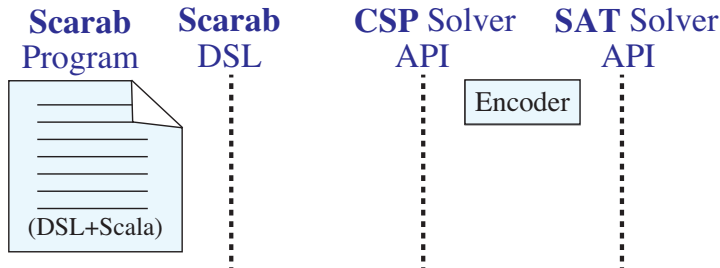 Scarab Program
Scarab DSL
CSP Solver API
SAT Solver API
Encoder
(DSL+Scala)